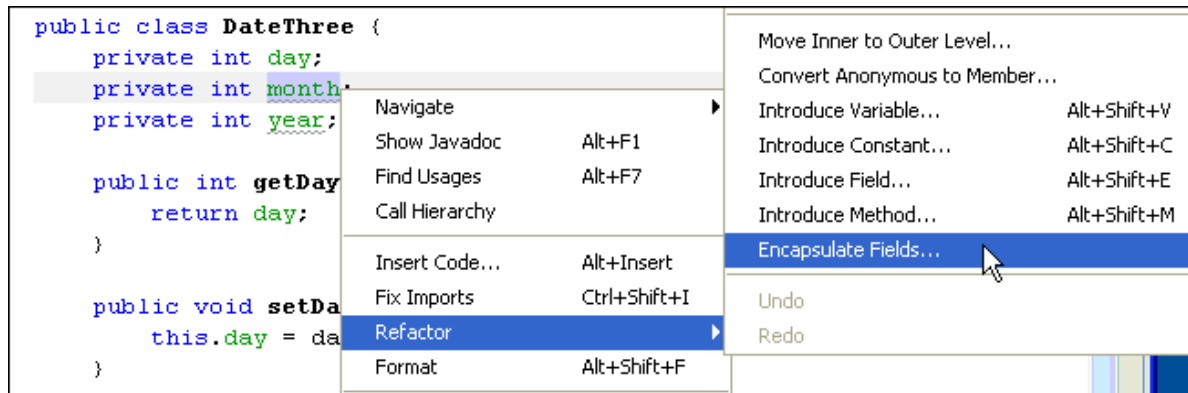 public class DateThree {
private int day;
private int month;
private int year;
public int getDay
return day;
}
public void setDa
this.day = da
}
Navigate
Show Javadoc Alt+F1
Find Usages Alt+F7
Call Hierarchy
Insert Code... Alt+Insert
Fix Imports Ctrl+Shift+I
Refactor
Format Alt+Shift+F
Move Inner to Outer Level...
Convert Anonymous to Member...
Introduce Variable... Alt+Shift+V
Introduce Constant... Alt+Shift+C
Introduce Field... Alt+Shift+E
Introduce Method... Alt+Shift+M
Encapsulate Fields...
Undo
Redo